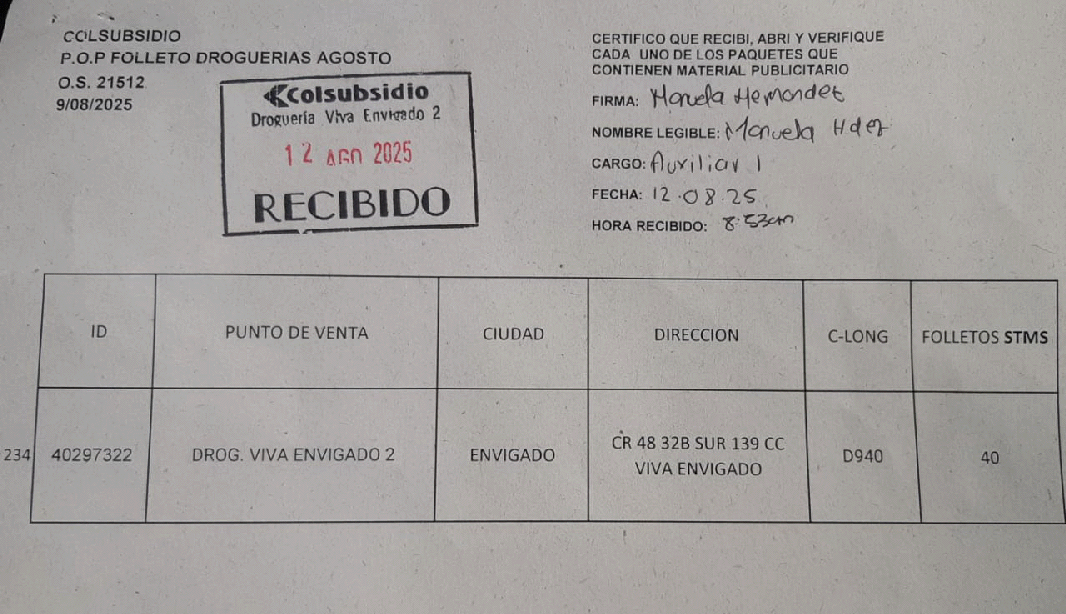 COLSUBSIDIO
P.O.P FOLLETO DROGUERIAS AGOSTO
O.S. 21512
9/08/2025
Colsubsidio
Droguería Viva Envigado 2
12 AGO 2025
RECIBIDO
CERTIFICO QUE RECIBI, ABRI Y VERIFIQUE
CADA UNO DE LOS PAQUETES QUE
CONTIENEN MATERIAL PUBLICITARIO
FIRMA: Manuela Hernandez
NOMBRE LEGIBLE: Manuela Hdez
CARGO: Auxiliar 1
FECHA: 12.08.25
HORA RECIBIDO: 8:53am
ID PUNTO DE VENTA CIUDAD DIRECCION C-LONG FOLLETOS STMS
234 40297322 DROG. VIVA ENVIGADO 2 ENVIGADO CR 48 32B SUR 139 CC D940 40
VIVA ENVIGADO